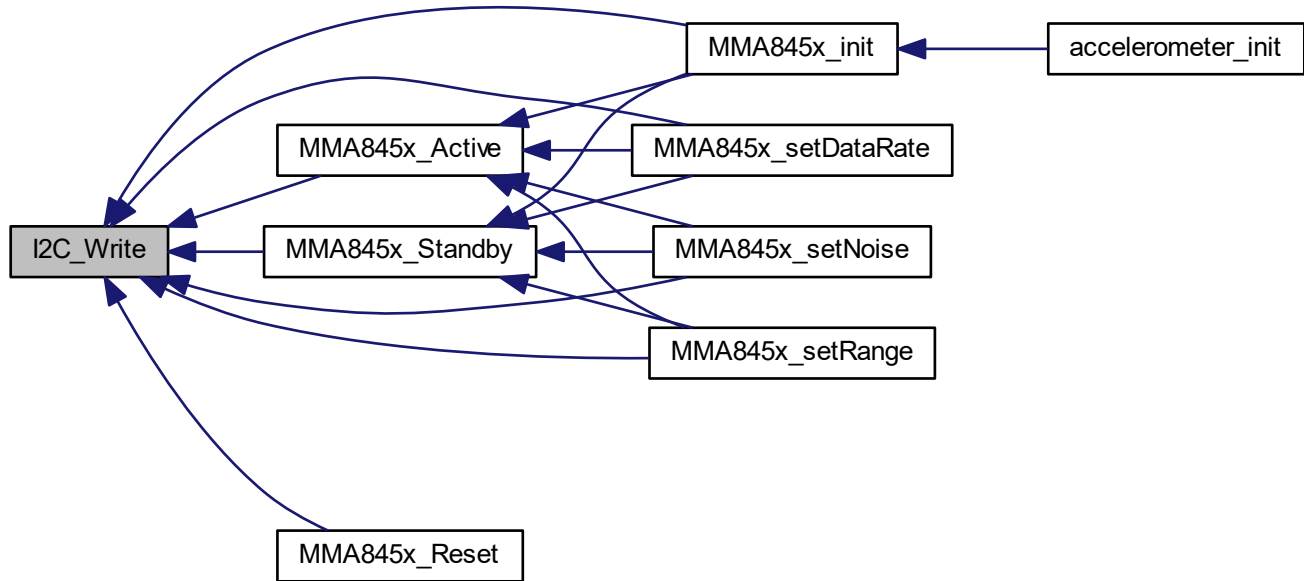 MMA845x_init
accelerometer_init
MMA845x_Active
MMA845x_setDataRate
I2C_Write
MMA845x_Standby
MMA845x_setNoise
MMA845x_setRange
MMA845x_Reset